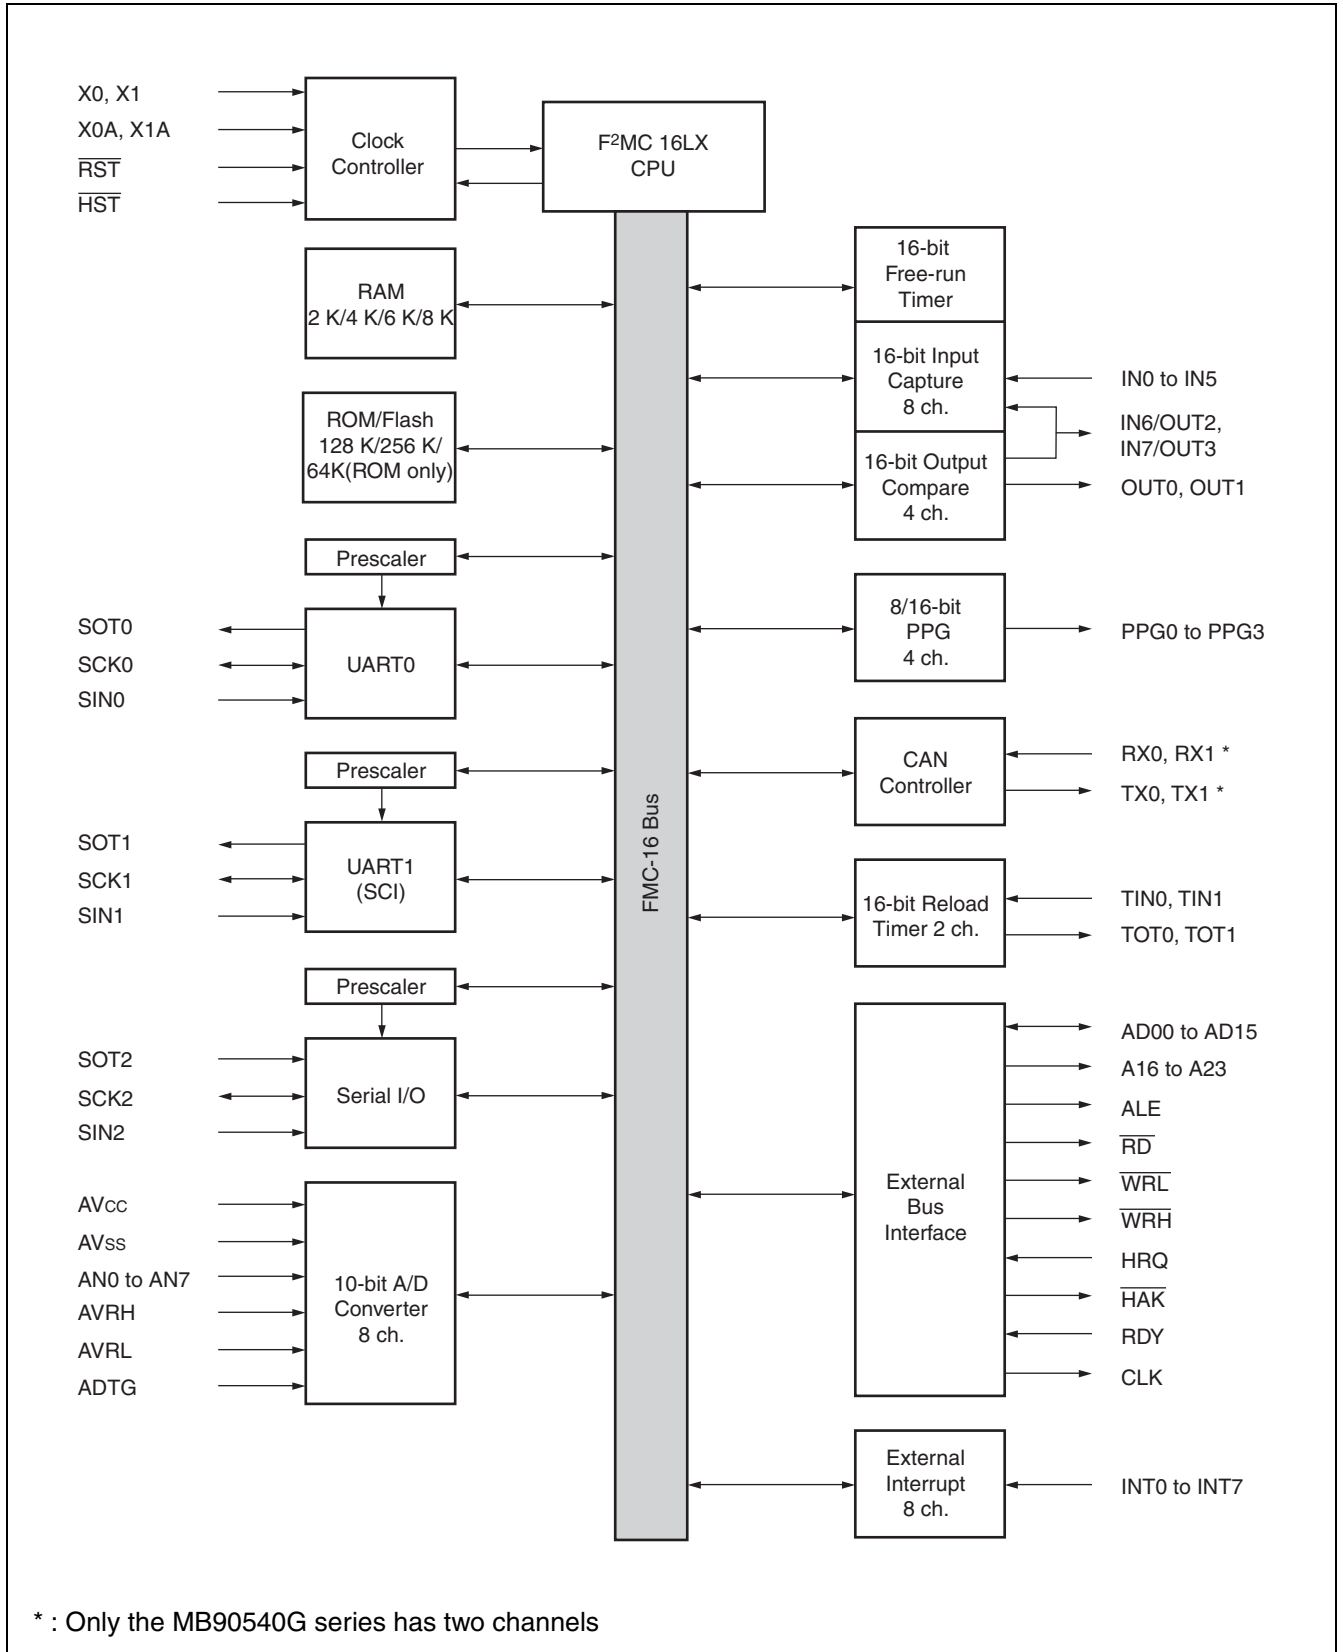 X0, X1
X0A, X1A
RST
HST
Clock
Controller
F²MC 16LX
CPU
RAM
2 K/4 K/6 K/8 K
ROM/Flash
128 K/256 K/
64K(ROM only)
Prescaler
SOT0
SCK0
SIN0
UART0
Prescaler
SOT1
SCK1
SIN1
UART1
(SCI)
Prescaler
SOT2
SCK2
SIN2
Serial I/O
AVCC
AVSS
AN0 to AN7
AVRH
AVRL
ADTG
10-bit A/D
Converter
8 ch.
FMC-16 Bus
16-bit
Free-run
Timer
16-bit Input
Capture
8 ch.
16-bit Output
Compare
4 ch.
IN0 to IN5
IN6/OUT2,
IN7/OUT3
OUT0, OUT1
8/16-bit
PPG
4 ch.
PPG0 to PPG3
CAN
Controller
RX0, RX1 *
TX0, TX1 *
16-bit Reload
Timer 2 ch.
TIN0, TIN1
TOT0, TOT1
External
Bus
Interface
AD00 to AD15
A16 to A23
ALE
RD
WRL
WRH
HRQ
HAK
RDY
CLK
External
Interrupt
8 ch.
INT0 to INT7
* : Only the MB90540G series has two channels